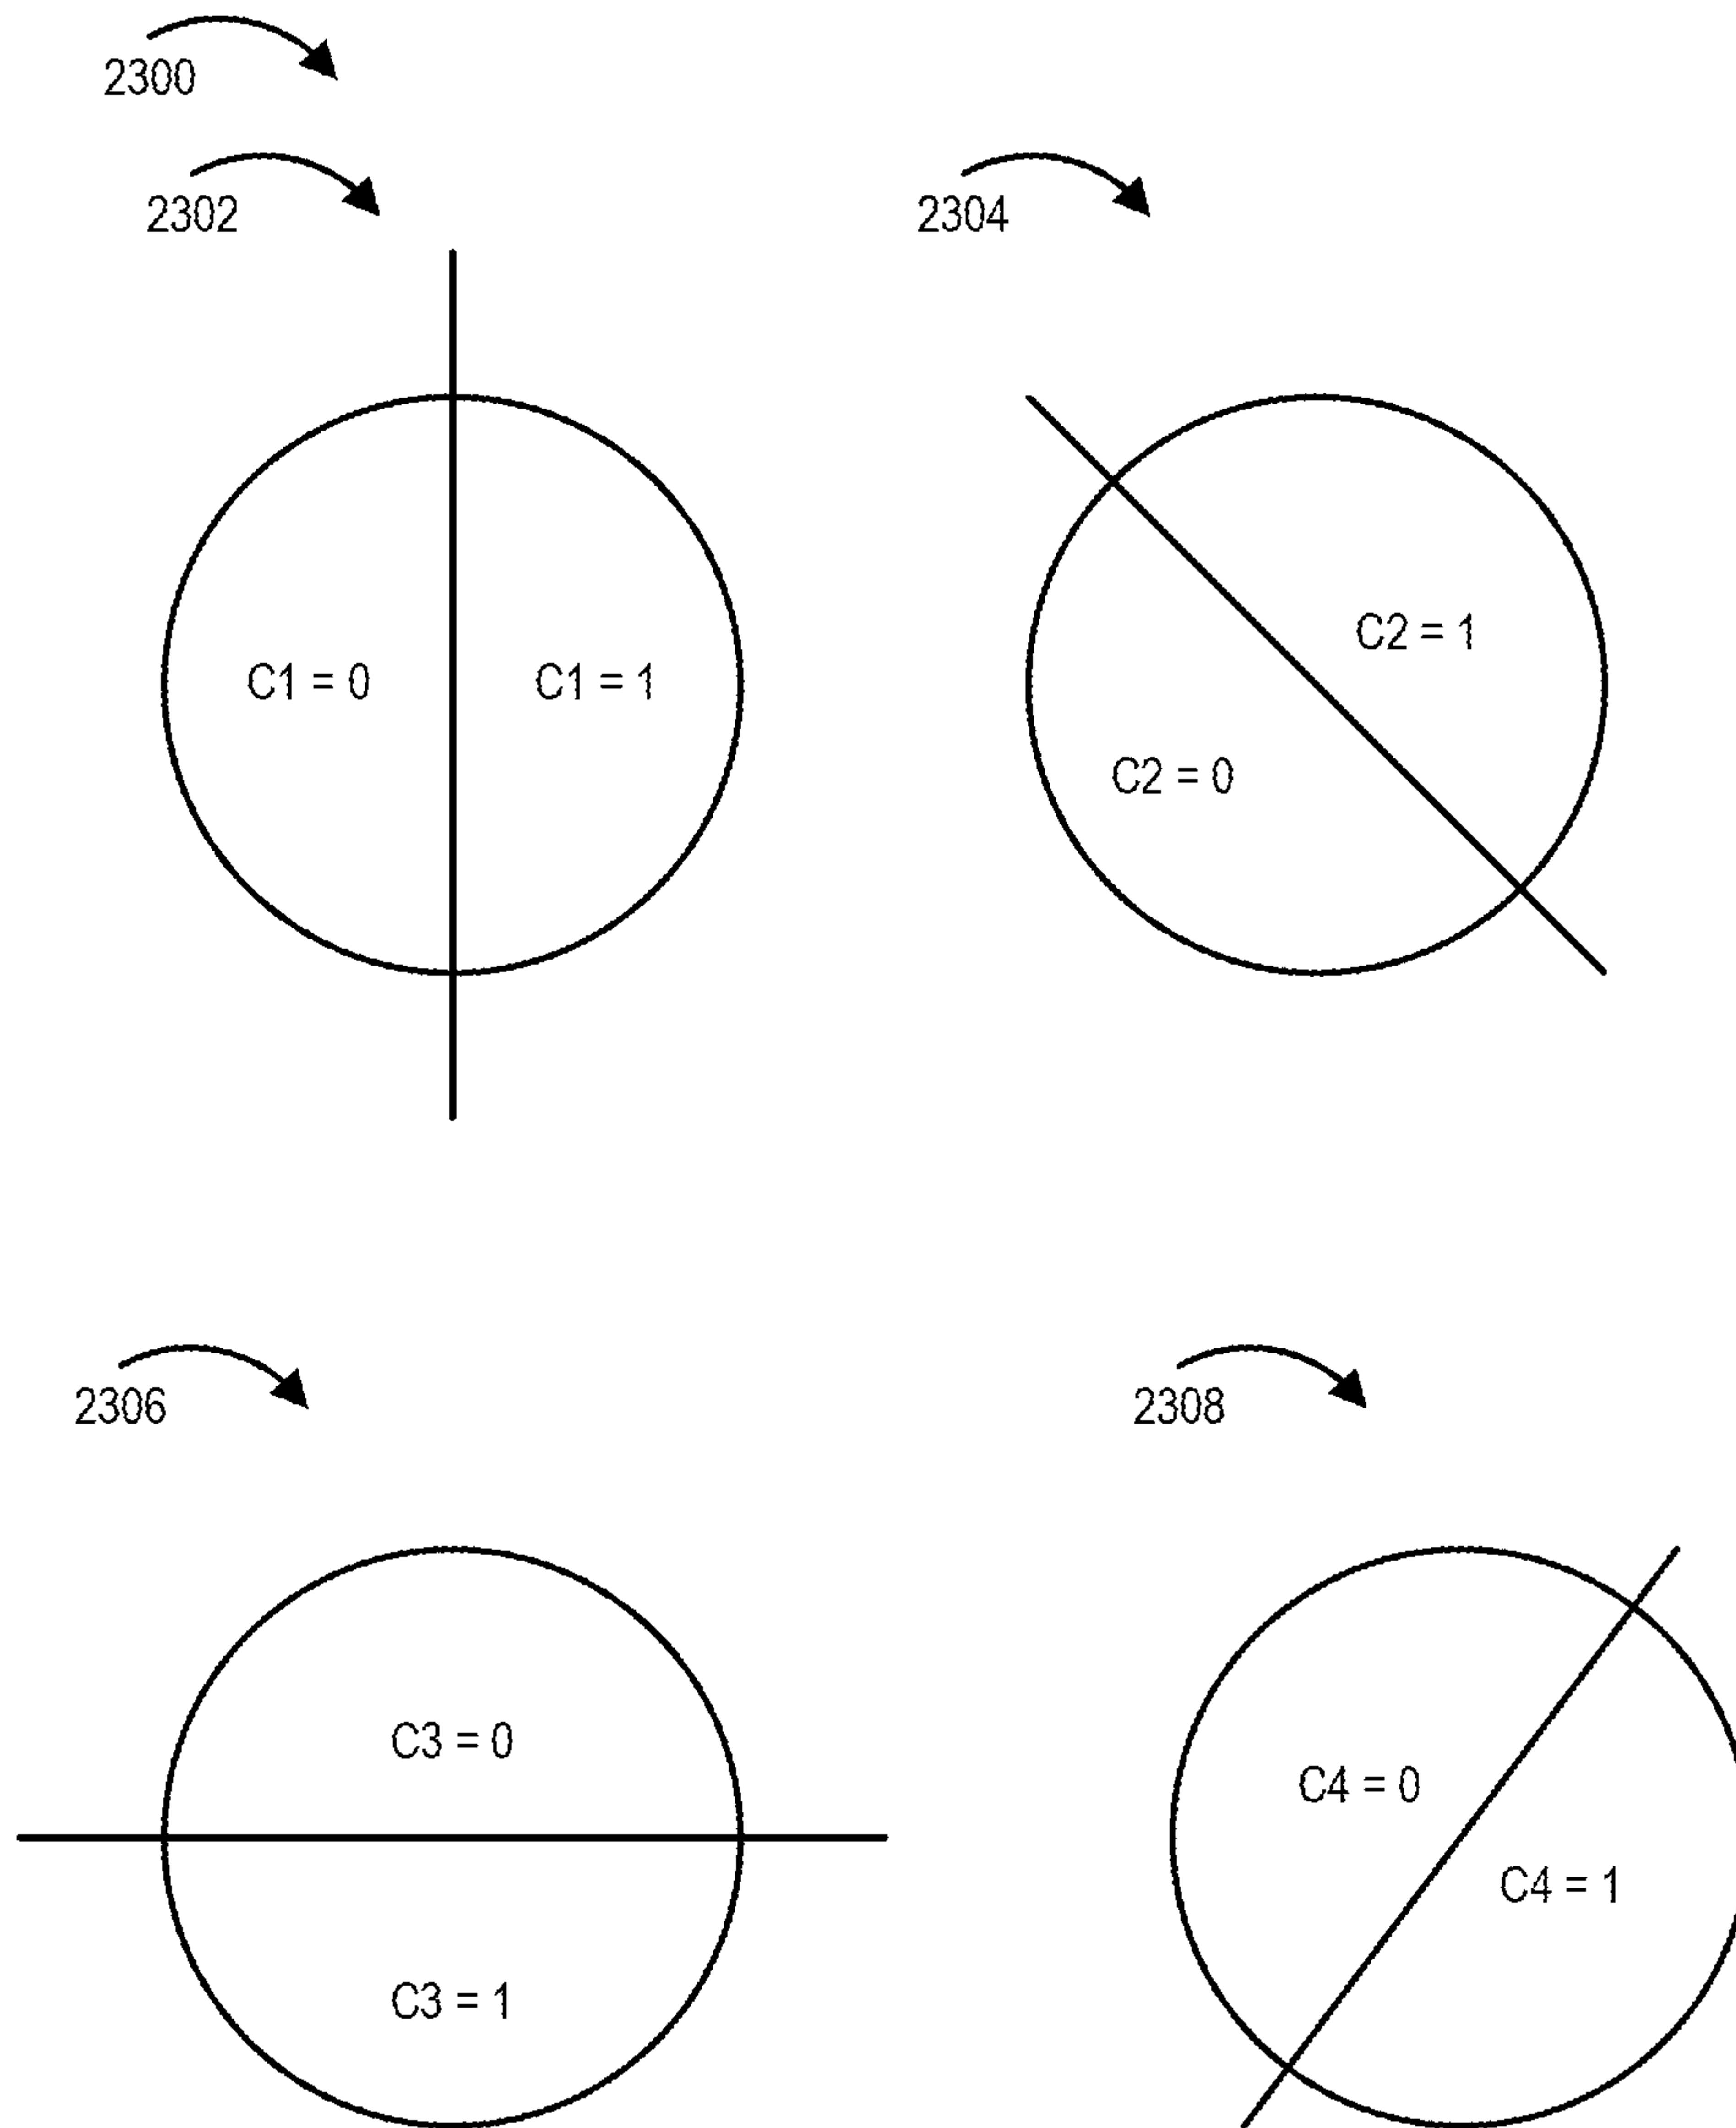 2300
2302
2304
C1 = 0
C1 = 1
C2 = 1
C2 = 0
2306
2308
C3 = 0
C3 = 1
C4 = 0
C4 = 1